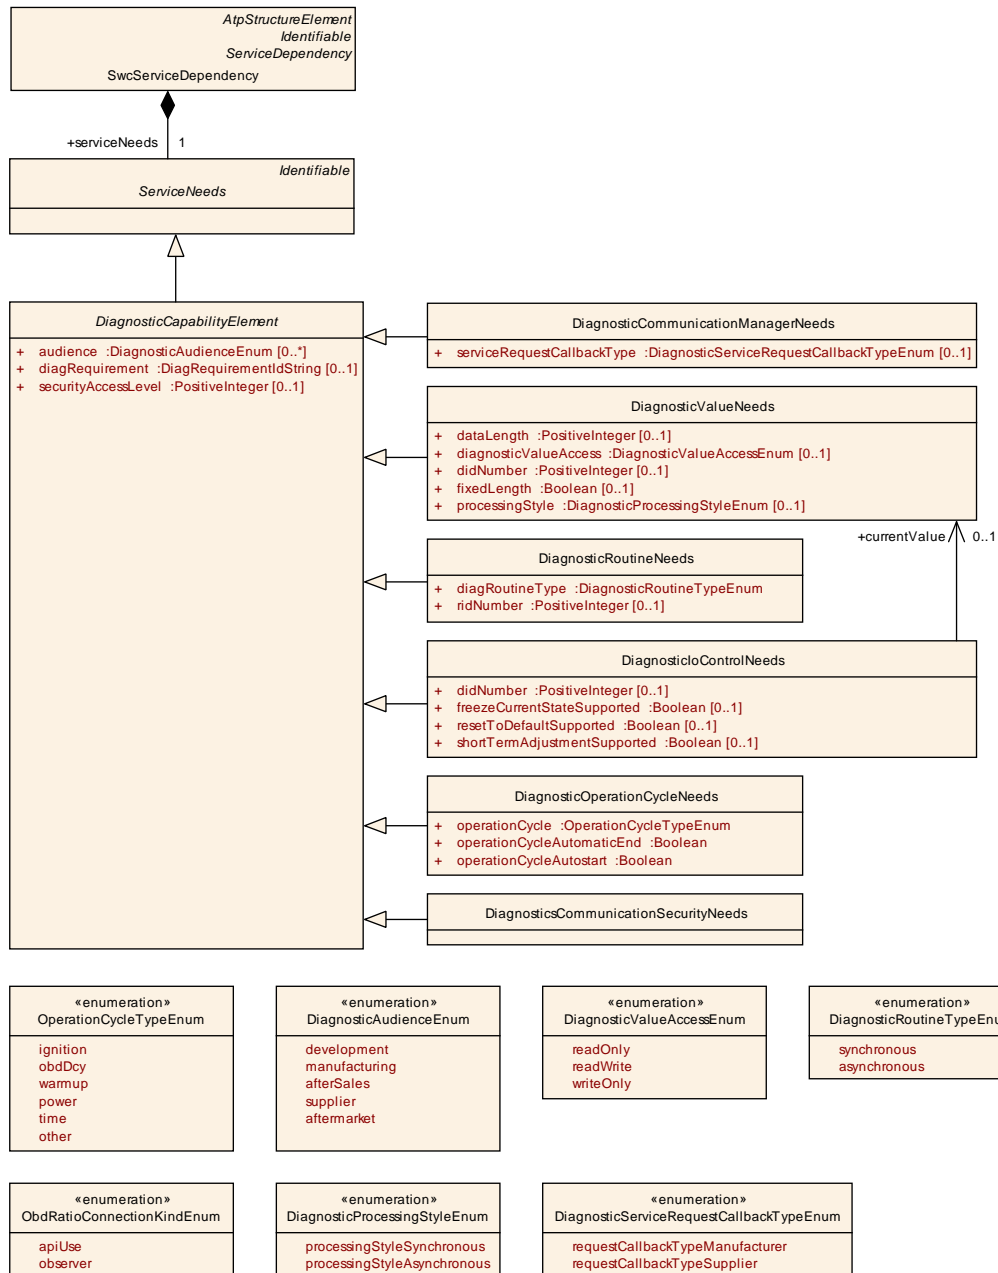 AtpStructureElement
Identifiable
ServiceDependency
SwcServiceDependency
+serviceNeeds 1
Identifiable
ServiceNeeds
DiagnosticCapabilityElement
+ audience :DiagnosticAudienceEnum [0..*]
+ diagRequirement :DiagRequirementIdString [0..1]
+ securityAccessLevel :PositiveInteger [0..1]
DiagnosticCommunicationManagerNeeds
+ serviceRequestCallbackType :DiagnosticServiceRequestCallbackTypeEnum [0..1]
DiagnosticValueNeeds
+ dataLength :PositiveInteger [0..1]
+ diagnosticValueAccess :DiagnosticValueAccessEnum [0..1]
+ didNumber :PositiveInteger [0..1]
+ fixedLength :Boolean [0..1]
+ processingStyle :DiagnosticProcessingStyleEnum [0..1]
+currentValue 0..1
DiagnosticRoutineNeeds
+ diagRoutineType :DiagnosticRoutineTypeEnum
+ ridNumber :PositiveInteger [0..1]
DiagnosticIoControlNeeds
+ didNumber :PositiveInteger [0..1]
+ freezeCurrentStateSupported :Boolean [0..1]
+ resetToDefaultSupported :Boolean [0..1]
+ shortTermAdjustmentSupported :Boolean [0..1]
DiagnosticOperationCycleNeeds
+ operationCycle :OperationCycleTypeEnum
+ operationCycleAutomaticEnd :Boolean
+ operationCycleAutostart :Boolean
DiagnosticsCommunicationSecurityNeeds
«enumeration»
OperationCycleTypeEnum
ignition
obdDcy
warmup
power
time
other
«enumeration»
DiagnosticAudienceEnum
development
manufacturing
afterSales
supplier
aftermarket
«enumeration»
DiagnosticValueAccessEnum
readOnly
readWrite
writeOnly
«enumeration»
DiagnosticRoutineTypeEnu
synchronous
asynchronous
«enumeration»
ObdRatioConnectionKindEnum
apiUse
observer
«enumeration»
DiagnosticProcessingStyleEnum
processingStyleSynchronous
processingStyleAsynchronous
«enumeration»
DiagnosticServiceRequestCallbackTypeEnum
requestCallbackTypeManufacturer
requestCallbackTypeSupplier